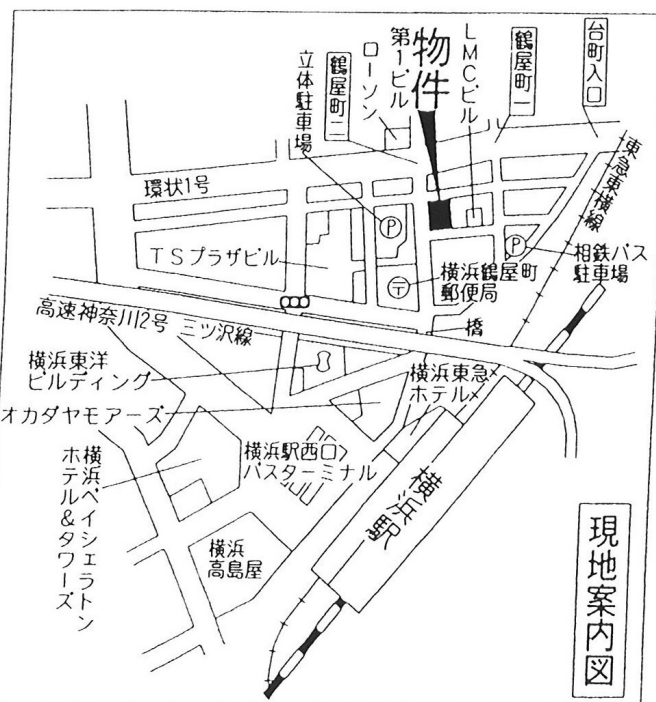 台町入口
鶴屋町一
LMCビル
物件
第1ビル
ローソン
鶴屋町二
立体駐車場
東急東横線
環状1号
P
P
相鉄バス
駐車場
TSプラザビル
〒
横浜鶴屋町
郵便局
橋
高速神奈川2号 三ツ沢線
横浜東洋
ビルディング
横浜東急
ホテル
オカダヤモアーズ
横浜駅西口
バスターミナル
横浜駅
横浜ベイシェラトン
ホテル&タワーズ
横浜
高島屋
現地案内図